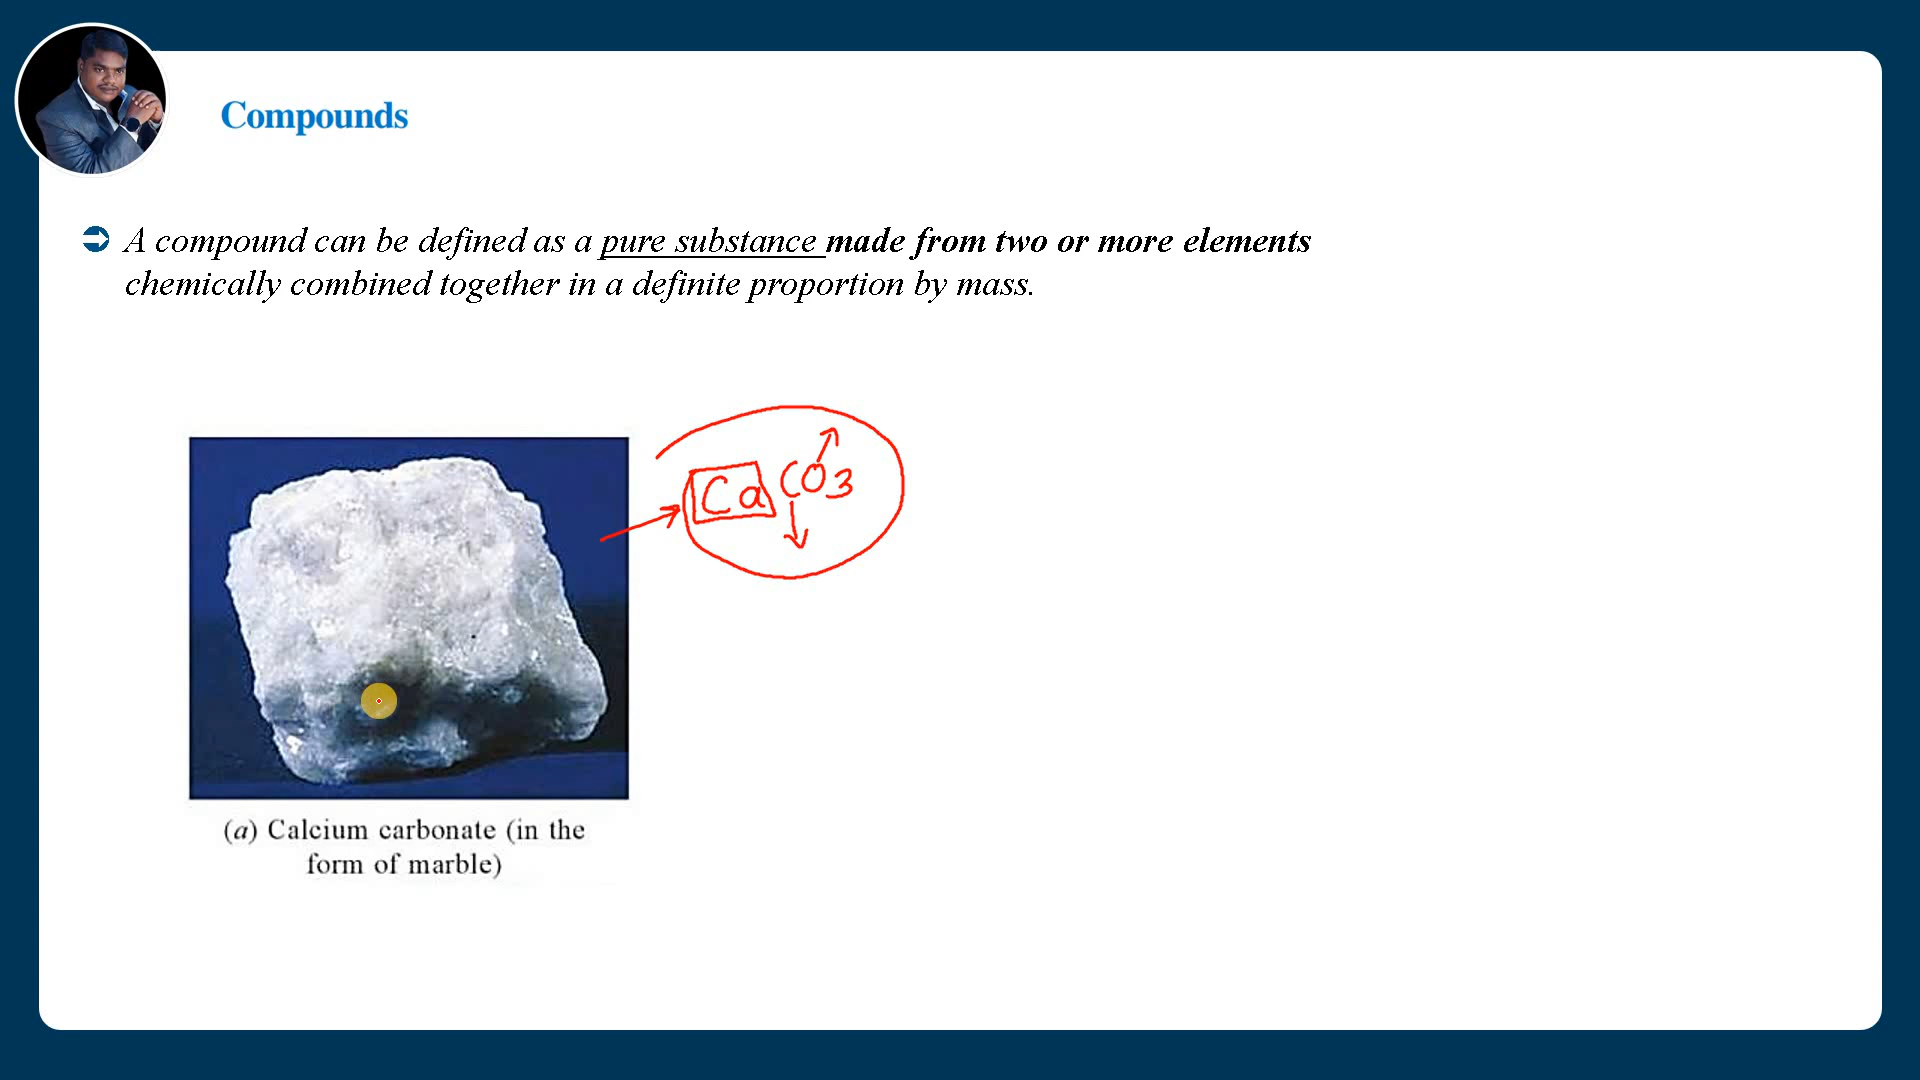 Compounds
A compound can be defined as a pure substance made from two or more elements
chemically combined together in a definite proportion by mass.
CaCO3
(a) Calcium carbonate (in the
form of marble)